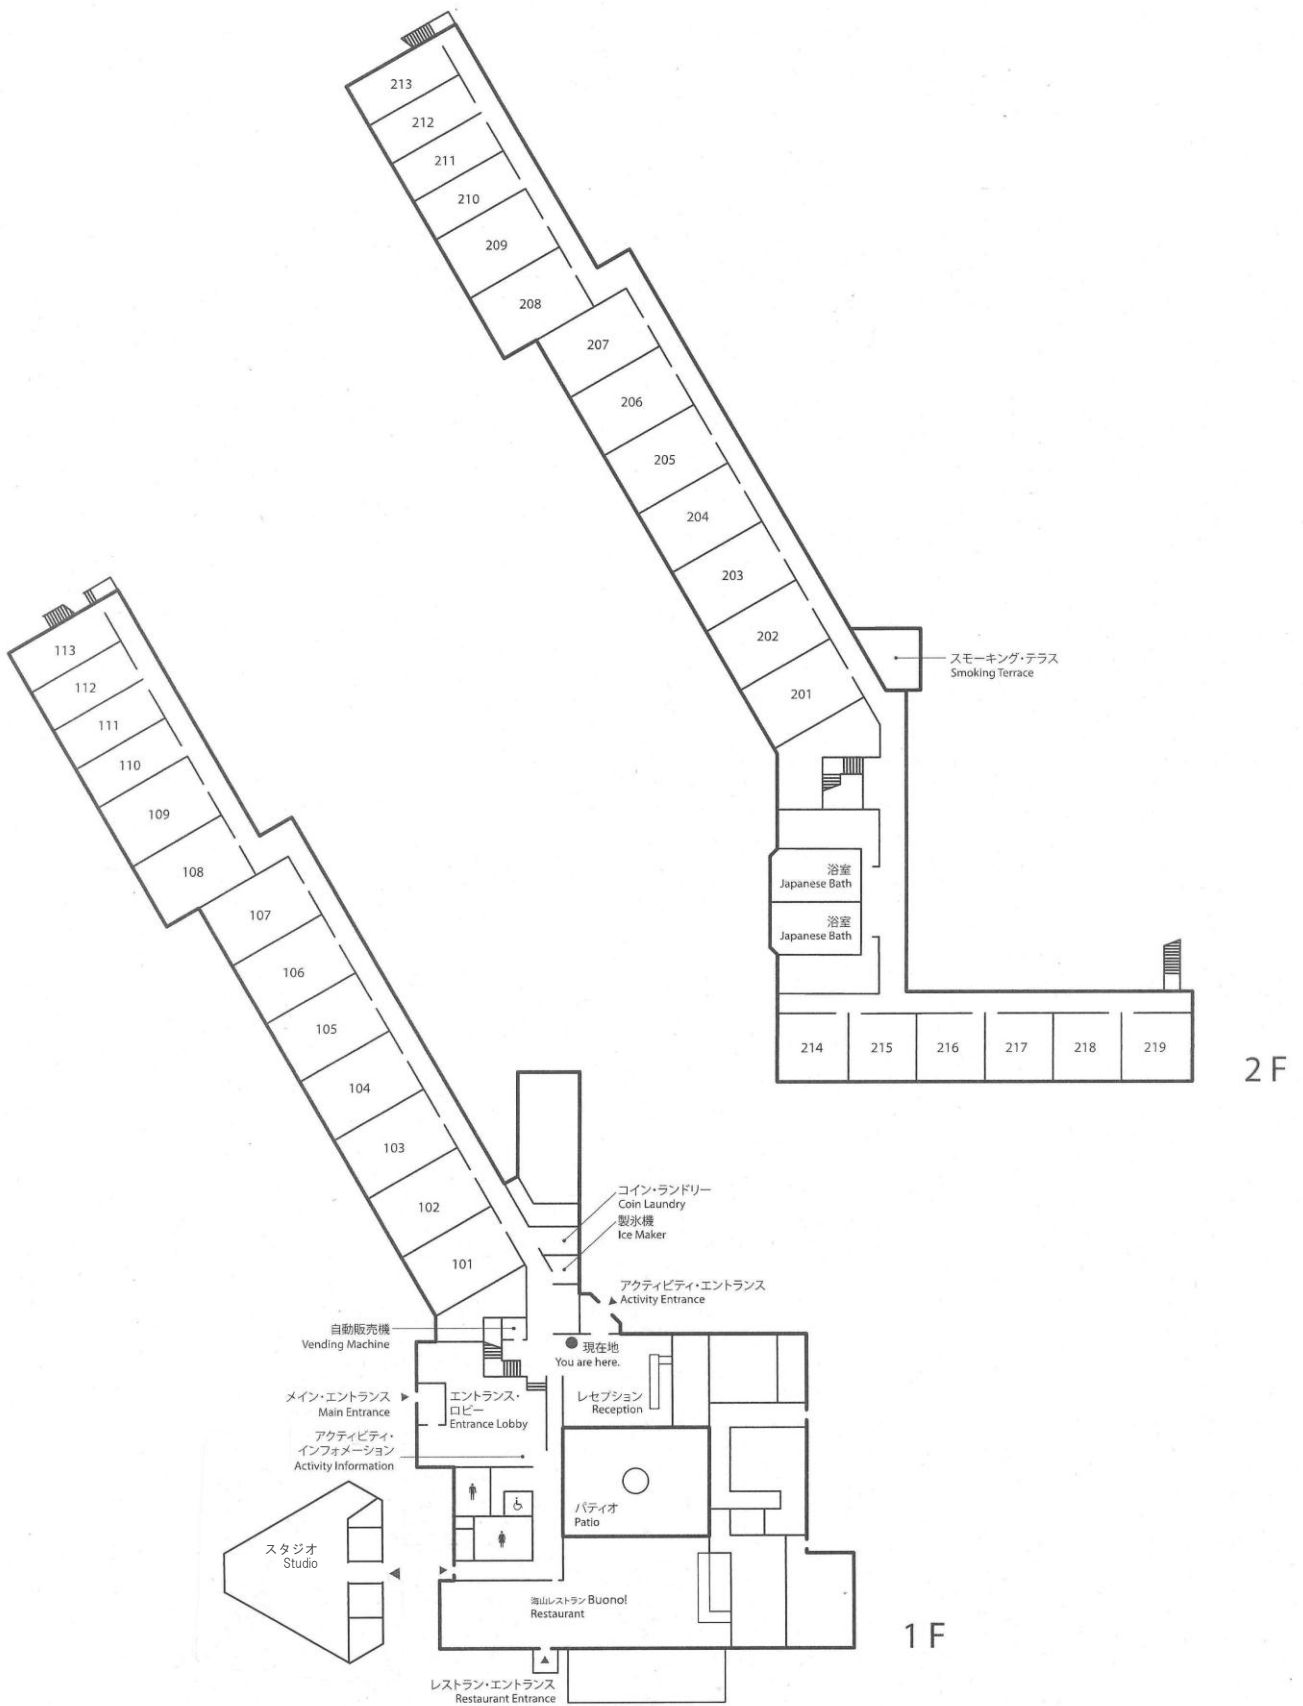 213
212
211
210
209
208
207
206
205
204
203
202
201
スモーキング・テラス
Smoking Terrace
浴室
Japanese Bath
浴室
Japanese Bath
214
215
216
217
218
219
2F
113
112
111
110
109
108
107
106
105
104
103
102
101
コイン・ランドリー
Coin Laundry
製氷機
Ice Maker
アクティビティ・エントランス
Activity Entrance
自動販売機
Vending Machine
現在地
You are here.
メイン・エントランス
Main Entrance
エントランス・
ロビー
Entrance Lobby
レセプション
Reception
アクティビティ・
インフォメーション
Activity Information
パティオ
Patio
スタジオ
Studio
海山レストラン Buono!
Restaurant
レストラン・エントランス
Restaurant Entrance
1F